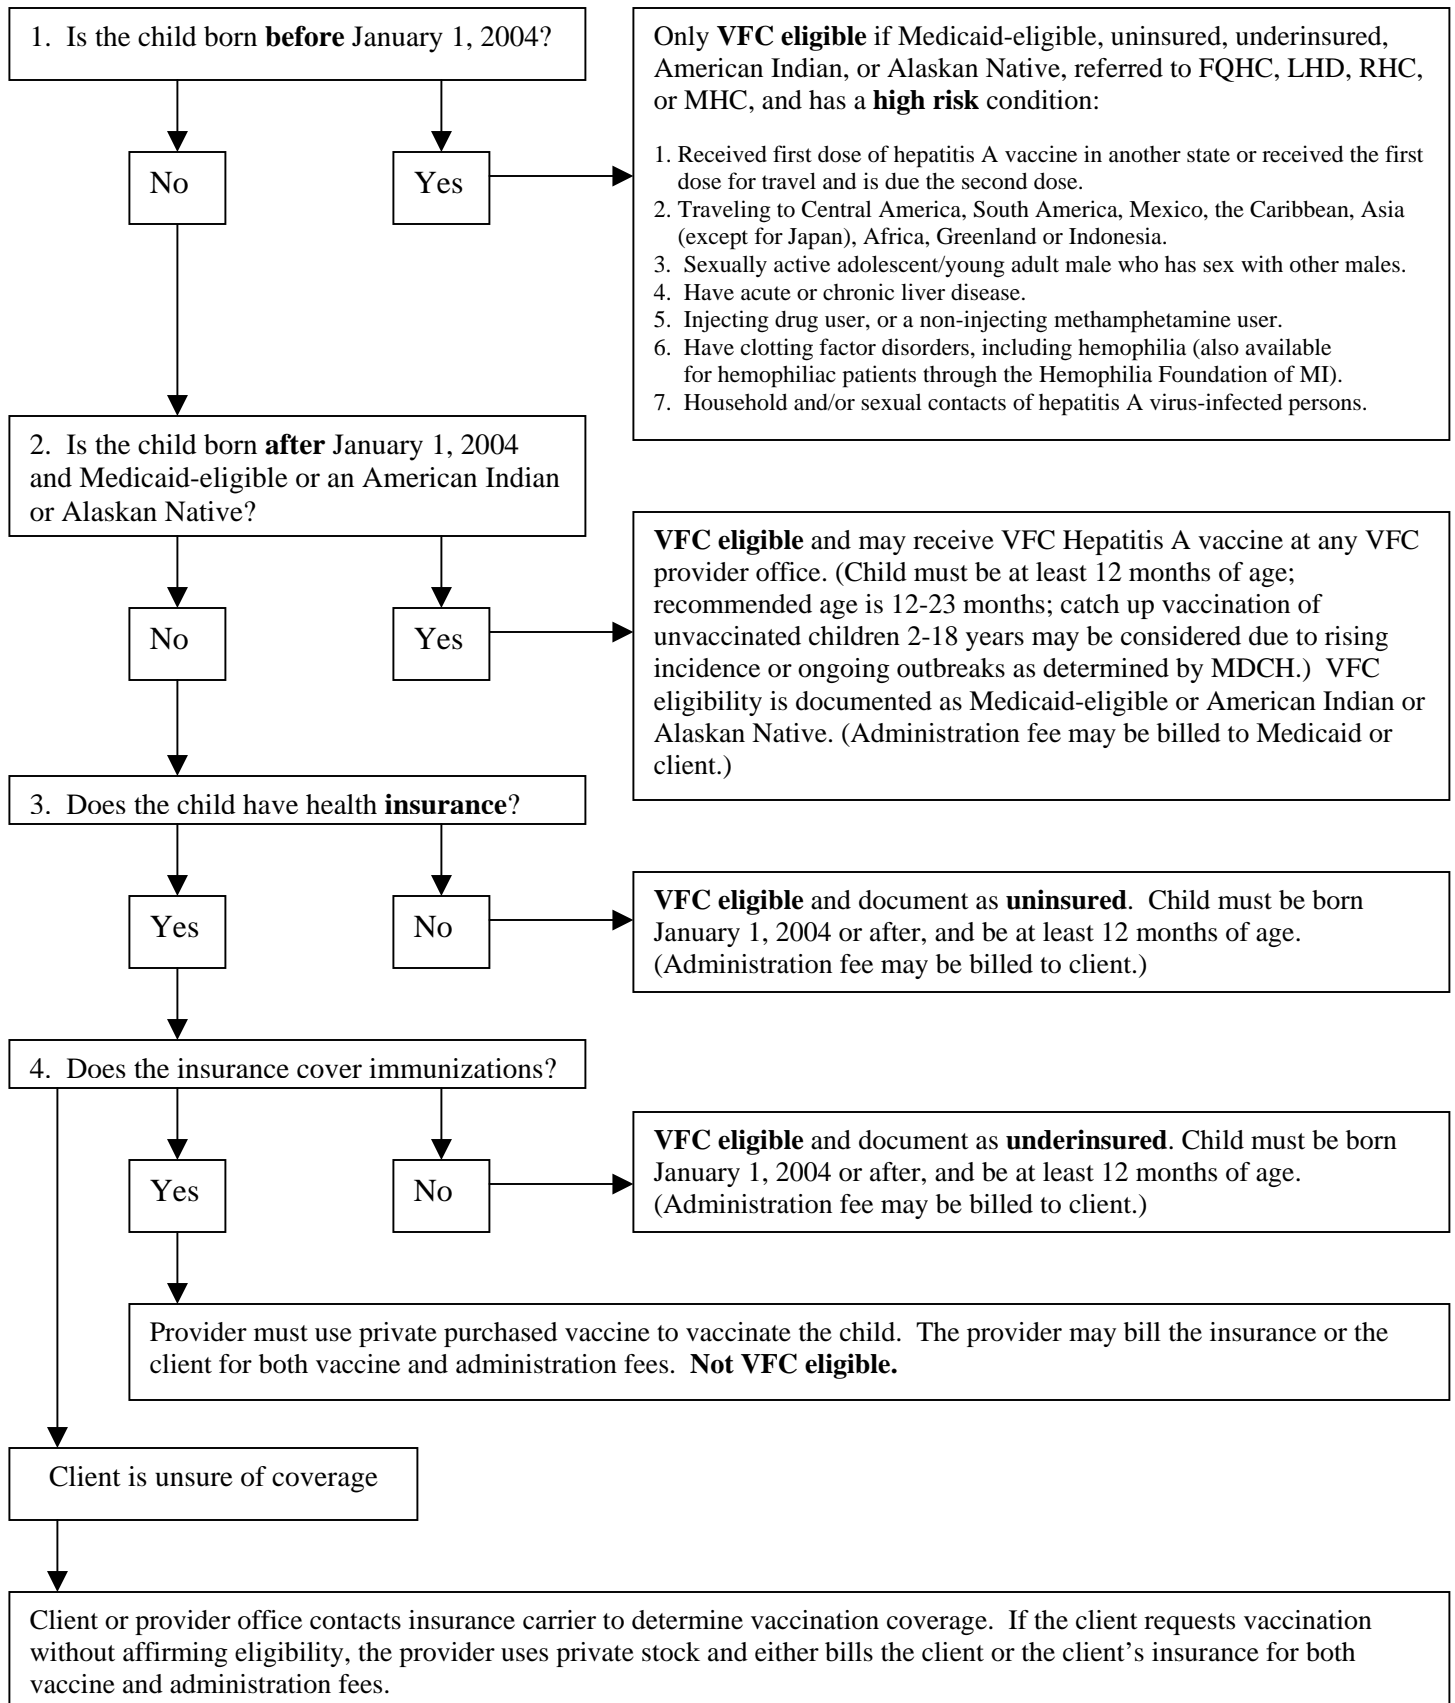 1. Is the child born before January 1, 2004?
Only VFC eligible if Medicaid-eligible, uninsured, underinsured,
American Indian, or Alaskan Native, referred to FQHC, LHD, RHC,
or MHC, and has a high risk condition:
1. Received first dose of hepatitis A vaccine in another state or received the first
dose for travel and is due the second dose.
2. Traveling to Central America, South America, Mexico, the Caribbean, Asia
(except for Japan), Africa, Greenland or Indonesia.
3. Sexually active adolescent/young adult male who has sex with other males.
4. Have acute or chronic liver disease.
5. Injecting drug user, or a non-injecting methamphetamine user.
6. Have clotting factor disorders, including hemophilia (also available
for hemophiliac patients through the Hemophilia Foundation of MI).
7. Household and/or sexual contacts of hepatitis A virus-infected persons.
No
Yes
2. Is the child born after January 1, 2004
and Medicaid-eligible or an American Indian
or Alaskan Native?
VFC eligible and may receive VFC Hepatitis A vaccine at any VFC
provider office. (Child must be at least 12 months of age;
recommended age is 12-23 months; catch up vaccination of
unvaccinated children 2-18 years may be considered due to rising
incidence or ongoing outbreaks as determined by MDCH.) VFC
eligibility is documented as Medicaid-eligible or American Indian or
Alaskan Native. (Administration fee may be billed to Medicaid or
client.)
No
Yes
3. Does the child have health insurance?
Yes
No
VFC eligible and document as uninsured. Child must be born
January 1, 2004 or after, and be at least 12 months of age.
(Administration fee may be billed to client.)
4. Does the insurance cover immunizations?
Yes
No
VFC eligible and document as underinsured. Child must be born
January 1, 2004 or after, and be at least 12 months of age.
(Administration fee may be billed to client.)
Provider must use private purchased vaccine to vaccinate the child. The provider may bill the insurance or the
client for both vaccine and administration fees. Not VFC eligible.
Client is unsure of coverage
Client or provider office contacts insurance carrier to determine vaccination coverage. If the client requests vaccination
without affirming eligibility, the provider uses private stock and either bills the client or the client's insurance for both
vaccine and administration fees.